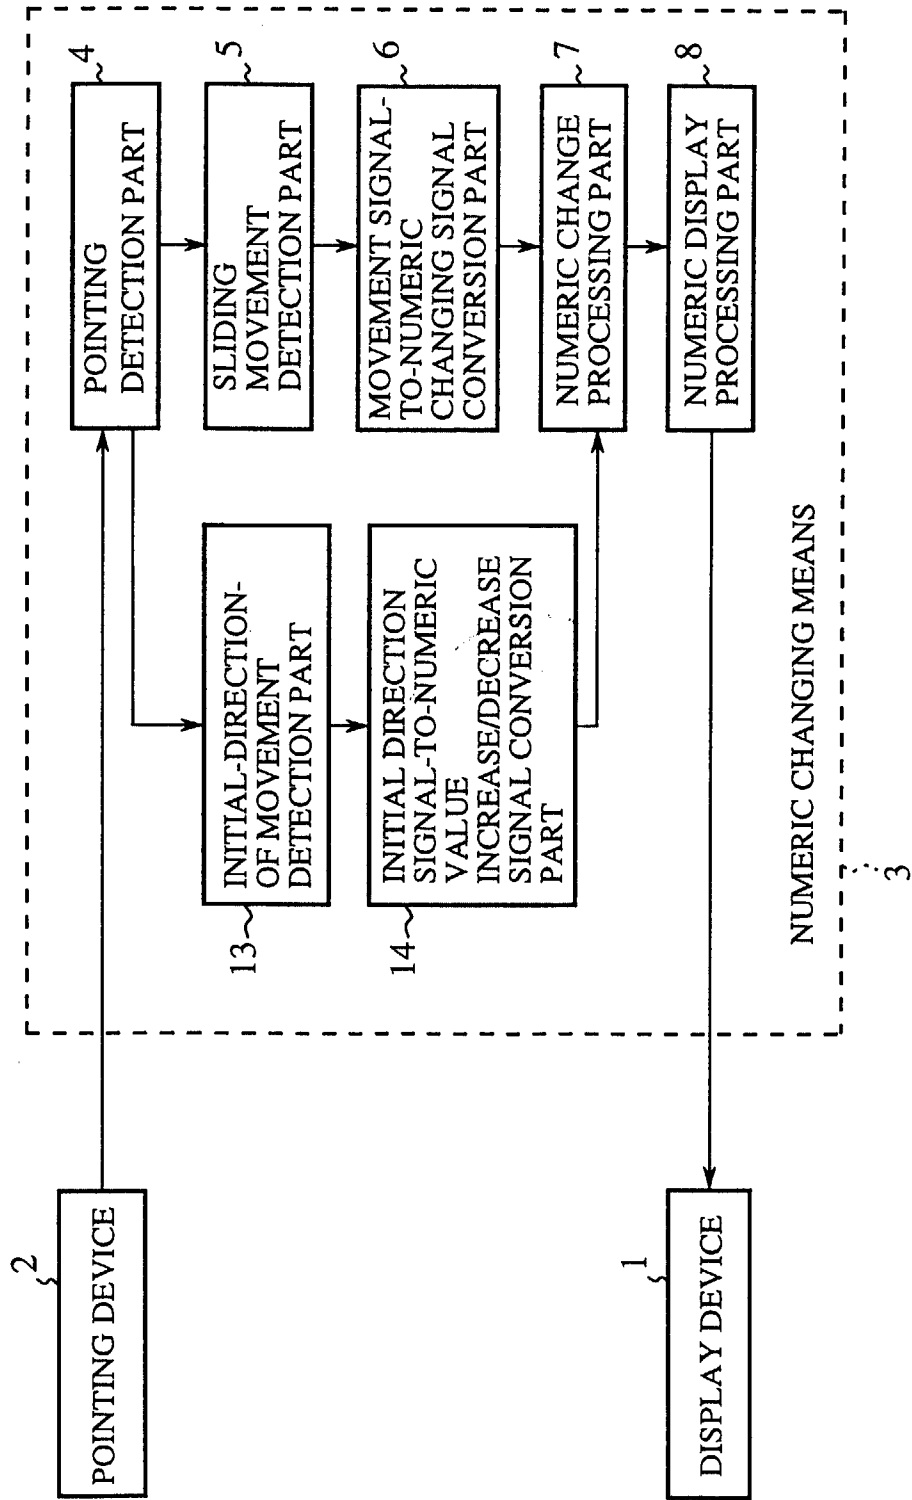 2
POINTING DEVICE
1
DISPLAY DEVICE
4
POINTING
DETECTION PART
5
SLIDING
MOVEMENT
DETECTION PART
6
MOVEMENT SIGNAL-
TO-NUMERIC
CHANGING SIGNAL
CONVERSION PART
7
NUMERIC CHANGE
PROCESSING PART
8
NUMERIC DISPLAY
PROCESSING PART
13
INITIAL-DIRECTION-
OF MOVEMENT
DETECTION PART
14
INITIAL DIRECTION
SIGNAL-TO-NUMERIC
VALUE
INCREASE/DECREASE
SIGNAL CONVERSION
PART
NUMERIC CHANGING MEANS
3